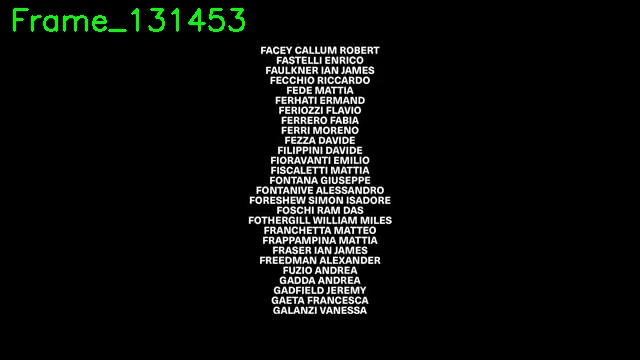 Frame_131453
FACEY CALLUM ROBERT
FASTELLI ENRICO
FAULKNER IAN JAMES
FECCHIO RICCARDO
FEDE MATTIA
FERHATI ERMAND
FERIOZZI FLAVIO
FERRERO FABIA
FERRI MORENO
FEZZA DAVIDE
FILIPPINI DAVIDE
FIORAVANTI EMILIO
FISCALETTI MATTIA
FONTANA GIUSEPPE
FONTANIVE ALESSANDRO
FORESHEW SIMON ISADORE
FOSCHI RAM DAS
FOTHERGILL WILLIAM MILES
FRANCHETTA MATTEO
FRAPPAMPINA MATTIA
FRASER IAN JAMES
FREEDMAN ALEXANDER
FUZIO ANDREA
GADDA ANDREA
GADFIELD JEREMY
GAETA FRANCESCA
GALANZI VANESSA